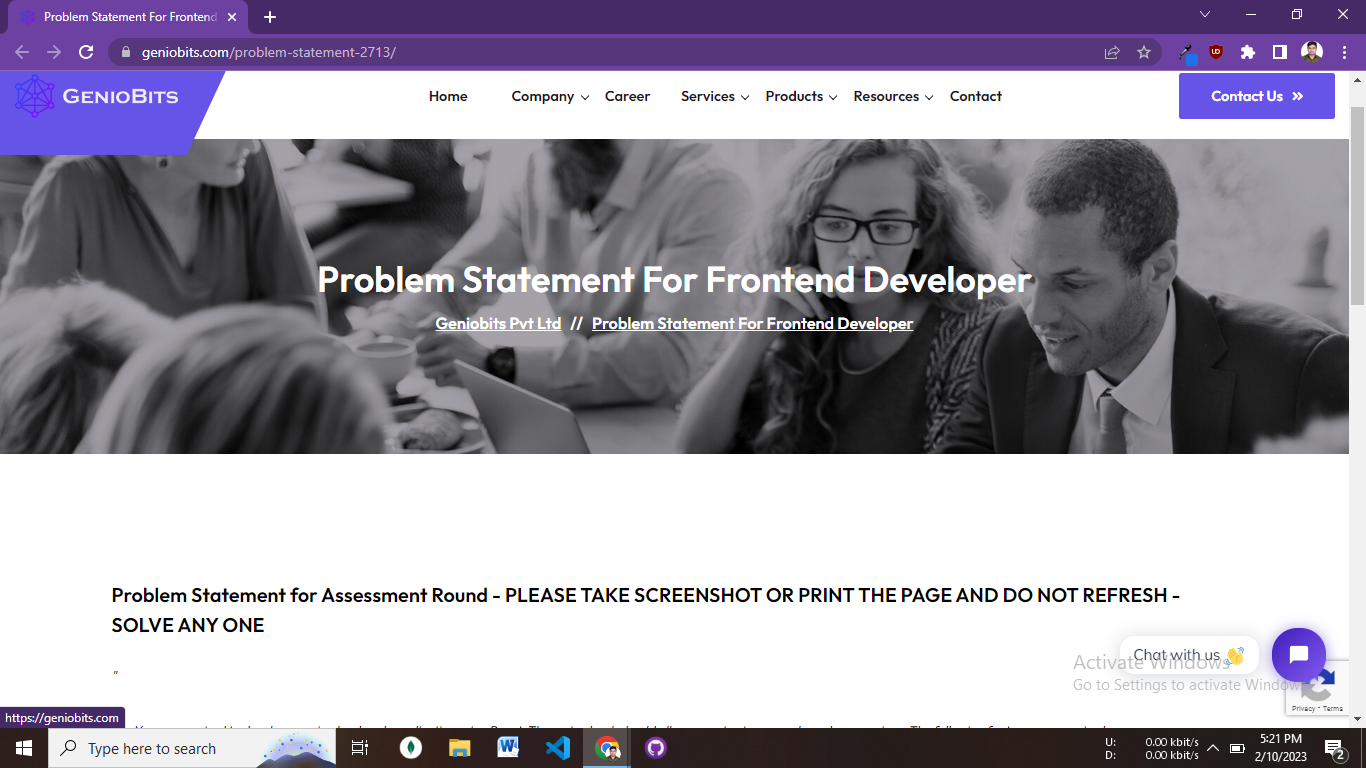 Problem Statement For Frontend
geniobits.com/problem-statement-2713/
GENIOBITS
Home Company Career Services Products Resources Contact
Contact Us
Problem Statement For Frontend Developer
Geniobits Pvt Ltd // Problem Statement For Frontend Developer
Problem Statement for Assessment Round - PLEASE TAKE SCREENSHOT OR PRINT THE PAGE AND DO NOT REFRESH -
SOLVE ANY ONE
"
Chat with us 👋
Activate Windows
Go to Settings to activate Windows
Privacy - Terms
https://geniobits.com
Type here to search
U: 0.00 kbit/s
D: 0.00 kbit/s
5:21 PM
2/10/2023
2